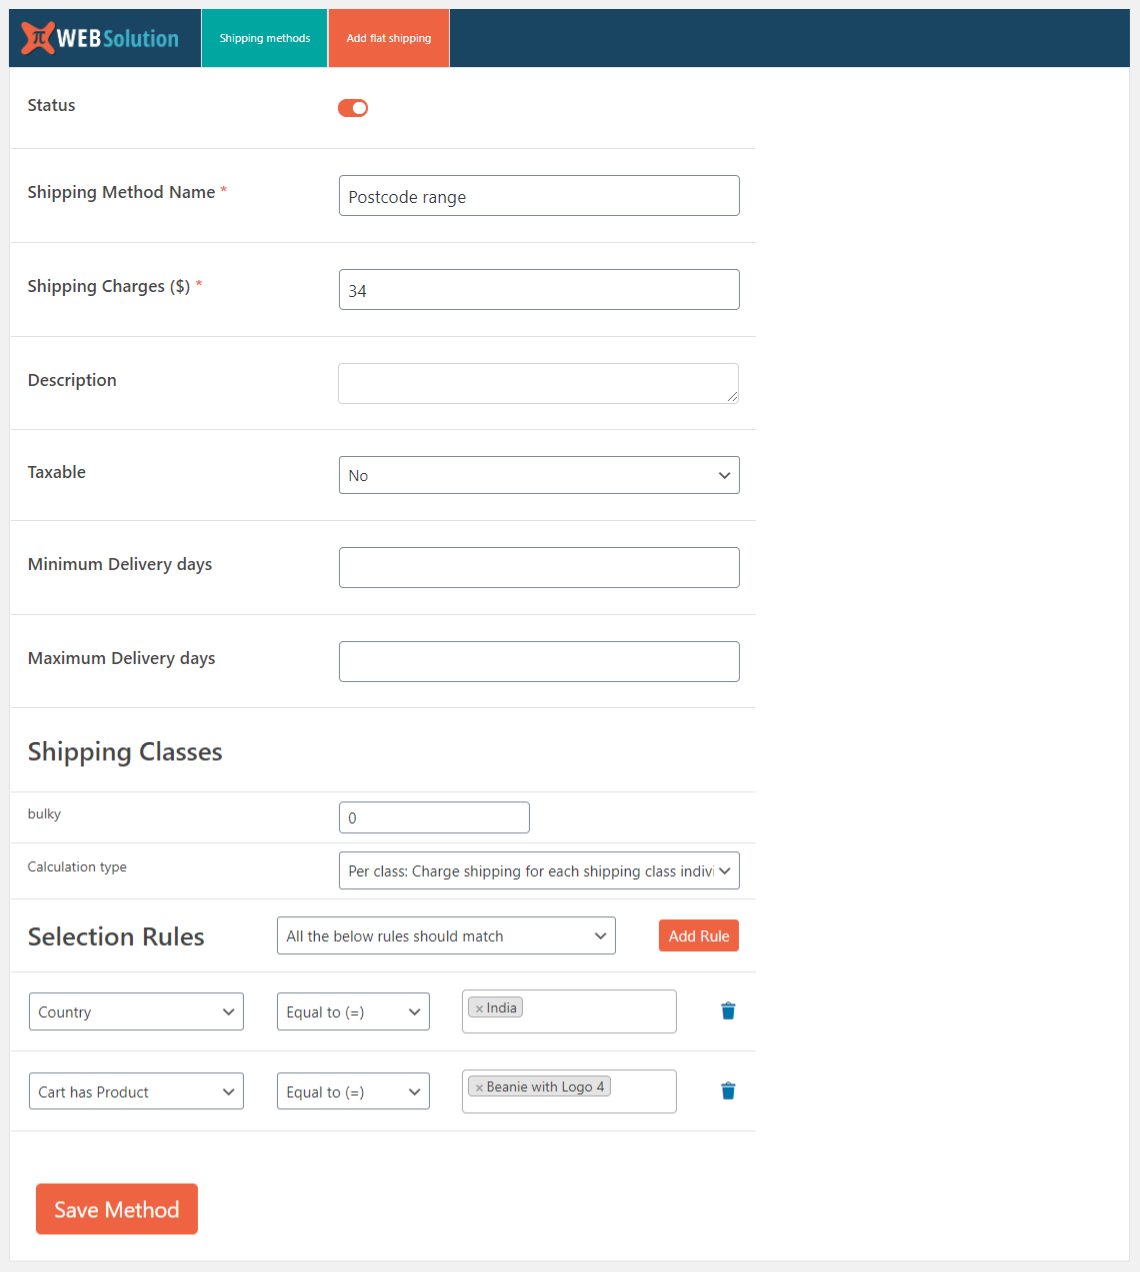 π WEBSolution Shipping methods Add flat shipping
Status
Shipping Method Name * Postcode range
Shipping Charges ($) * 34
Description
Taxable No
Minimum Delivery days
Maximum Delivery days
Shipping Classes
bulky 0
Calculation type Per class: Charge shipping for each shipping class indiv
Selection Rules All the below rules should match Add Rule
Country Equal to (=) × India
Cart has Product Equal to (=) × Beanie with Logo 4
Save Method